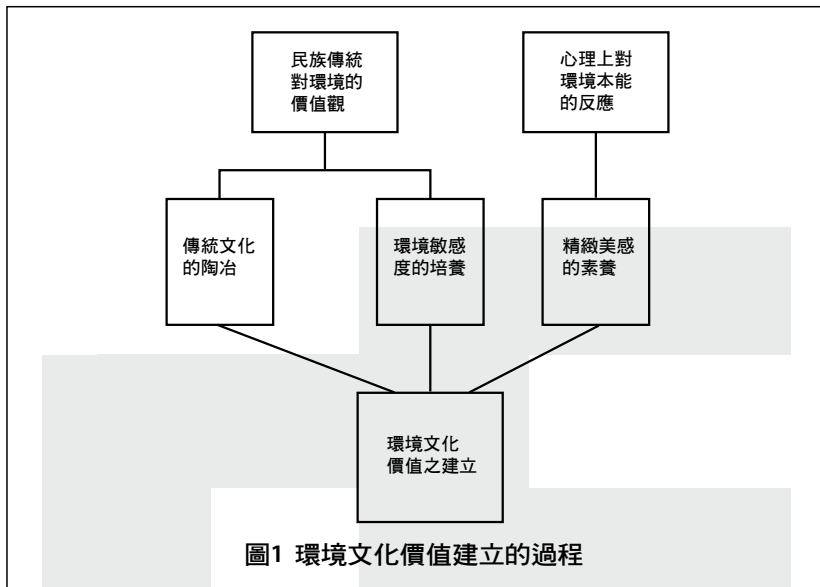 民族傳統
對環境的
價值觀
心理上對
環境本能
的反應
傳統文化
的陶冶
環境敏感
度的培養
精緻美感
的素養
環境文化
價值之建立
圖1 環境文化價值建立的過程